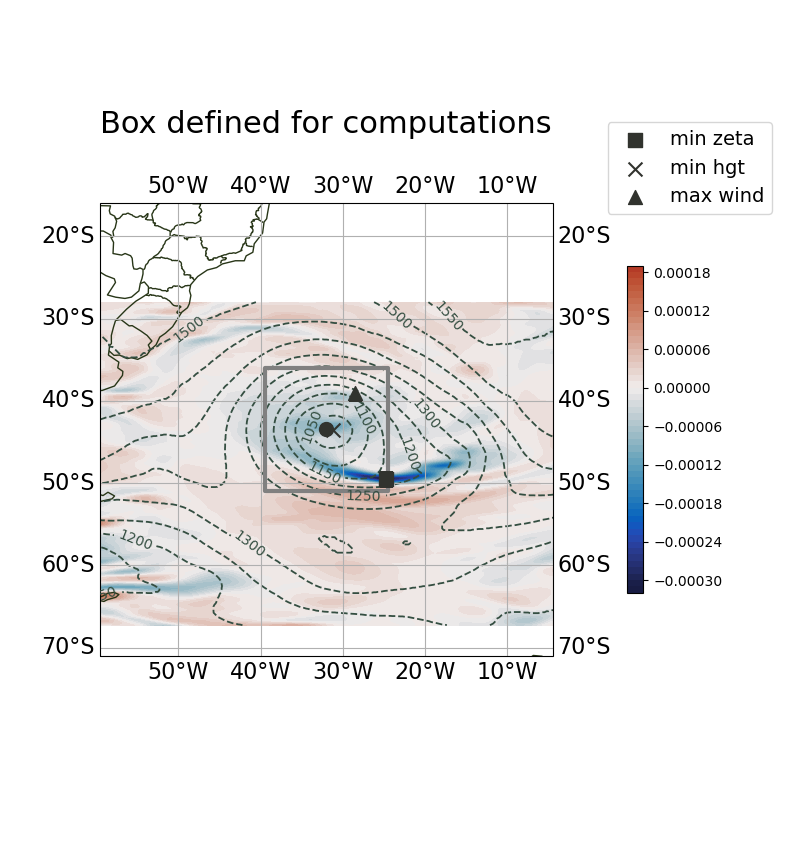 Box defined for computations
min zeta
min hgt
max wind
50°W 40°W 30°W 20°W 10°W
20°S 20°S
30°S 30°S
40°S 40°S
50°S 50°S
60°S 60°S
70°S 70°S
50°W 40°W 30°W 20°W 10°W
1500
1500
1550
1300
1100
1050
1200
1150
1250
1200
1300
0.00018
0.00012
0.00006
0.00000
−0.00006
−0.00012
−0.00018
−0.00024
−0.00030